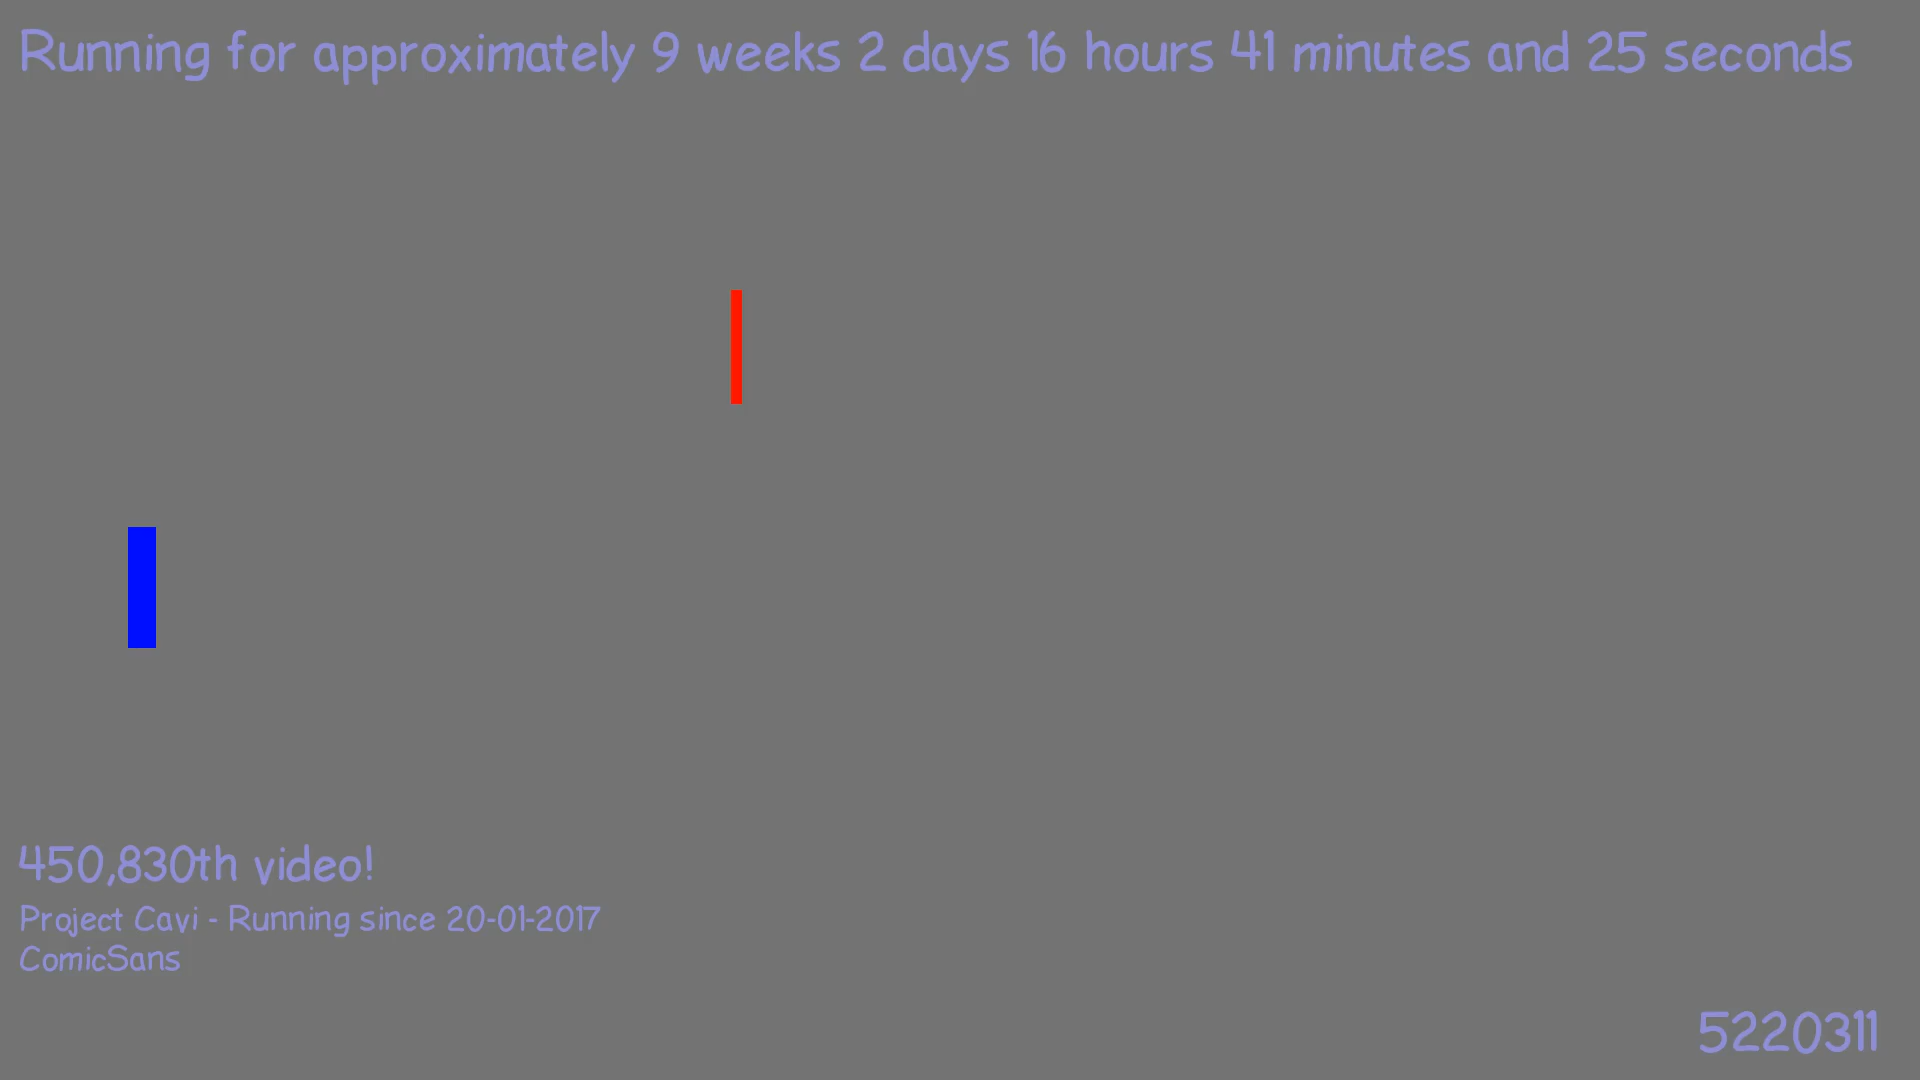 Running for approximately 9 weeks 2 days 16 hours 41 minutes and 25 seconds
450,830th video!
Project Cavi - Running since 20-01-2017
ComicSans
5220311